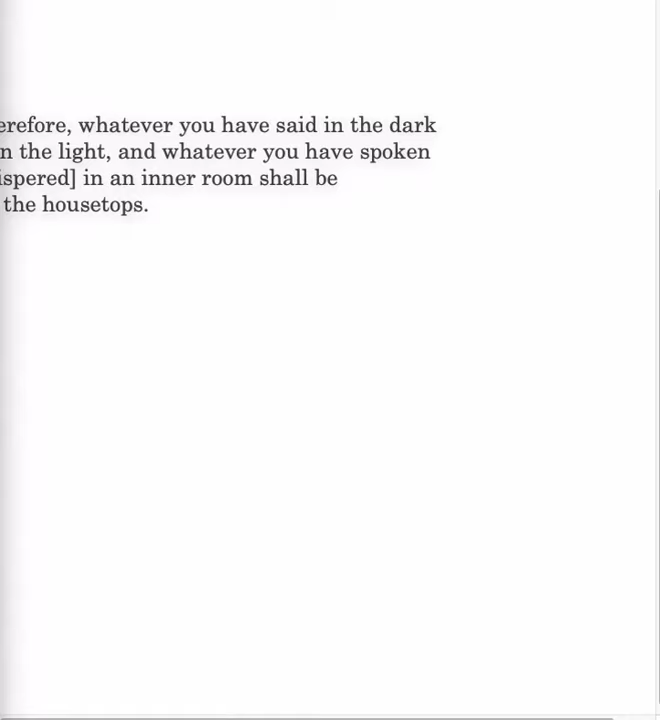 erefore, whatever you have said in the dark
n the light, and whatever you have spoken
ispered] in an inner room shall be
the housetops.